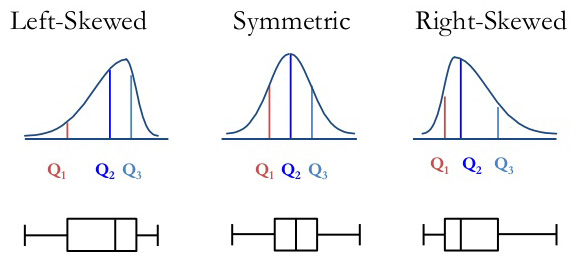 Left-Skewed
Symmetric
Right-Skewed
Q1 Q2 Q3
Q1 Q2 Q3
Q1 Q2 Q3